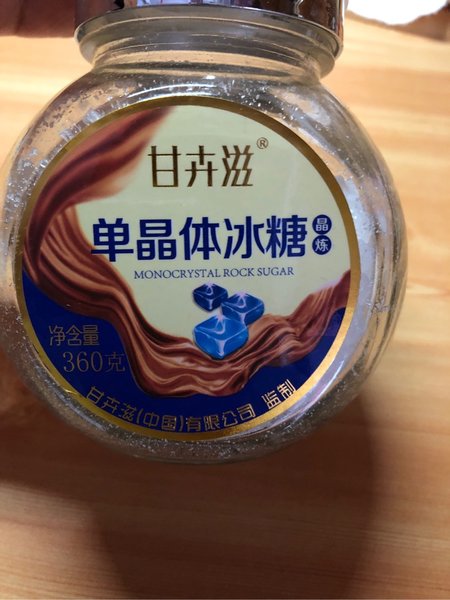 甘卉滋®
单晶体冰糖 晶炼
MONOCRYSTAL ROCK SUGAR
净含量
360克
甘卉滋(中国)有限公司 监制